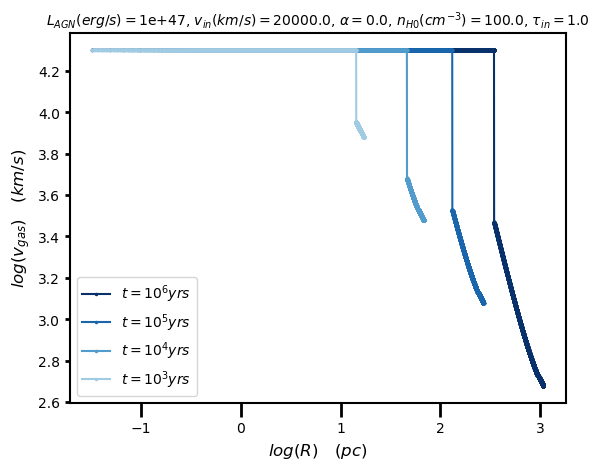 L_AGN(erg/s) = 1e+47, v_in(km/s) = 20000.0, α = 0.0, n_H0(cm^−3) = 100.0, τ_in = 1.0
4.2
4.0
3.8
3.6
3.4
3.2
3.0
2.8
2.6
log(v_gas) (km/s)
t = 10^6 yrs
t = 10^5 yrs
t = 10^4 yrs
t = 10^3 yrs
−1 0 1 2 3
log(R) (pc)